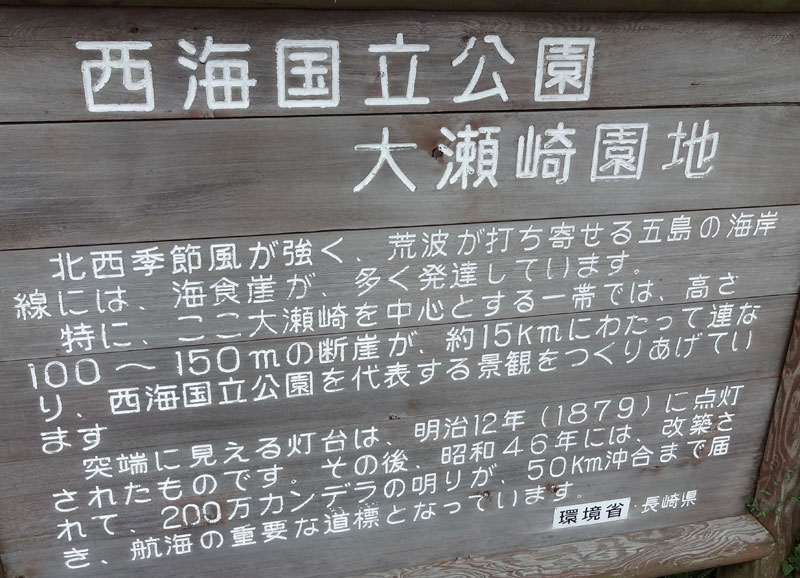 西海国立公園
大瀬崎園地
北西季節風が強く、荒波が打ち寄せる五島の海岸
線には、海食崖が、多く発達しています。
特に、ここ大瀬崎を中心とする一帯では、高さ
100～150mの断崖が、約15Kmにわたって連な
り、西海国立公園を代表する景観をつくりあげてい
ます
突端に見える灯台は、明治12年（1879）に点灯
されたものです。その後、昭和46年には、改築さ
れて、200万カンデラの明りが、50Km沖合まで届
き、航海の重要な道標となっています。
環境省・長崎県